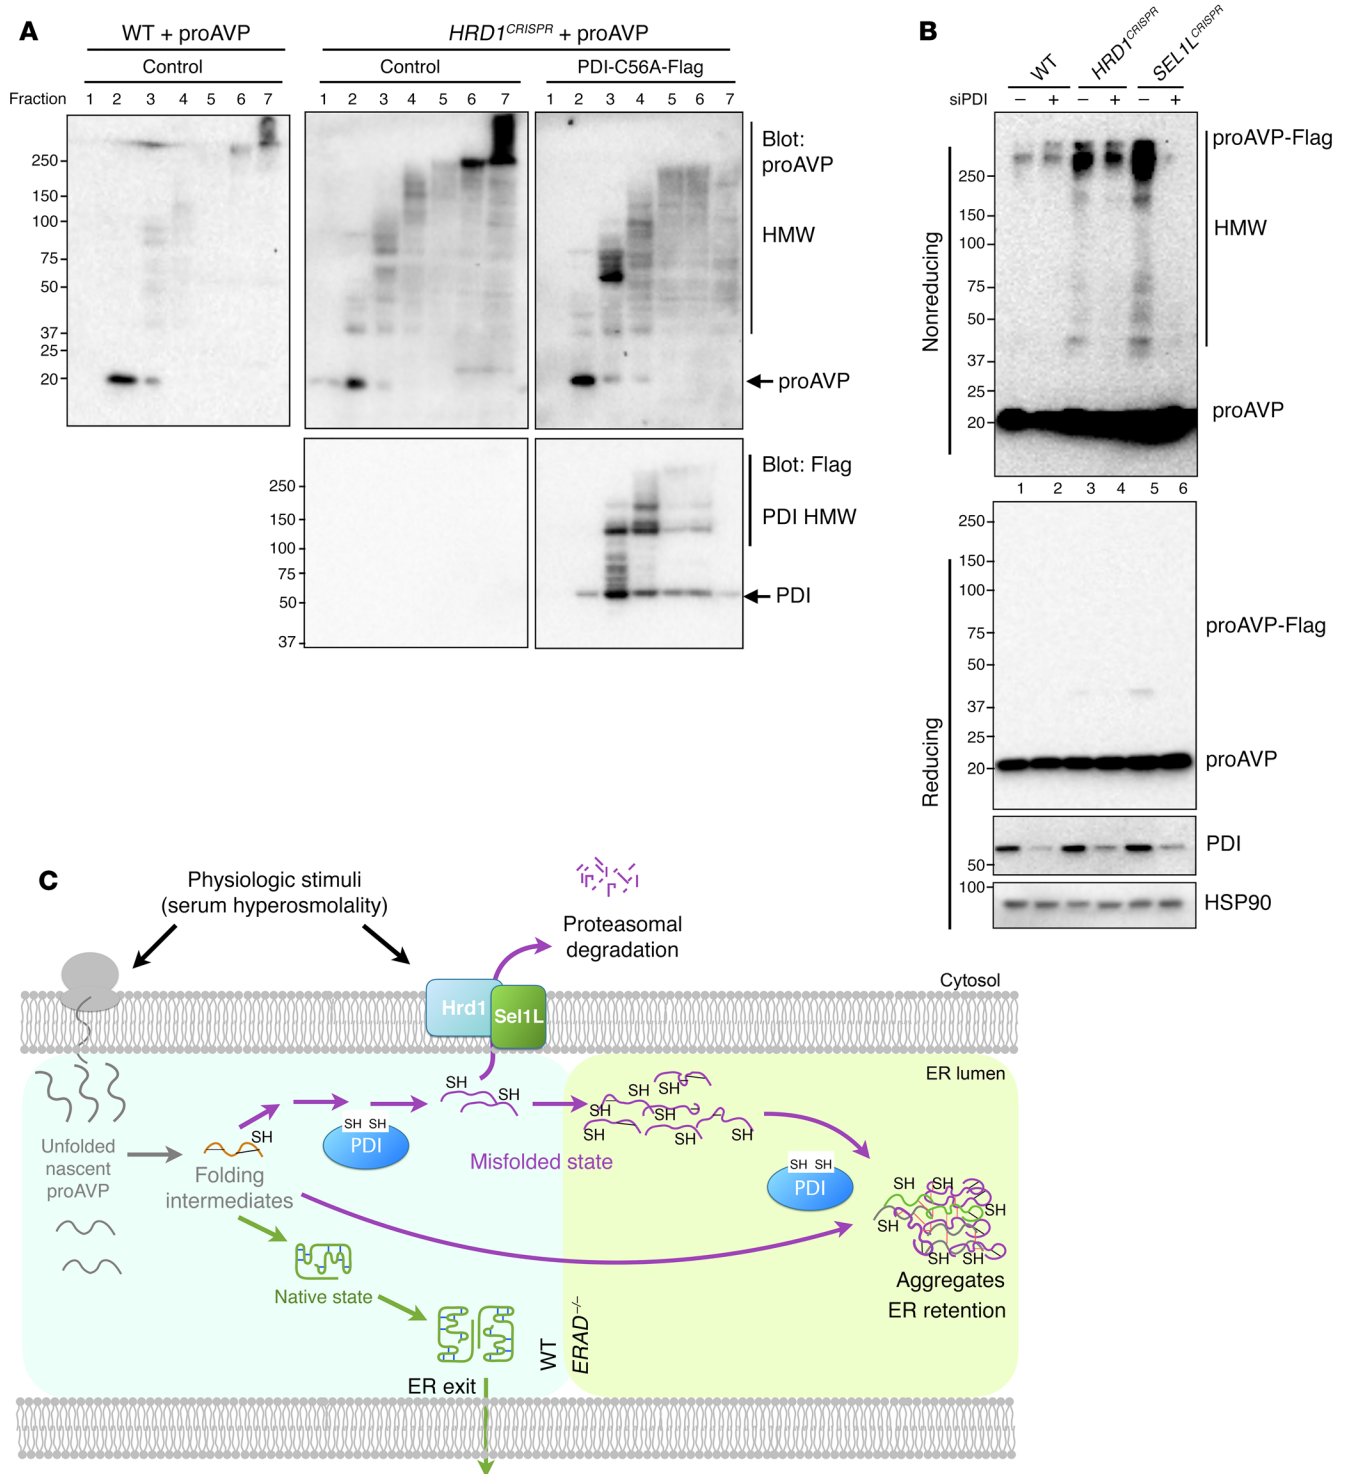 A
WT + proAVP
HRD1CRISPR + proAVP
Control
Control
PDI-C56A-Flag
Fraction 1 2 3 4 5 6 7
1 2 3 4 5 6 7
1 2 3 4 5 6 7
250
150
100
75
50
37
25
20
Blot:
proAVP
HMW
proAVP
250
150
100
75
50
37
Blot: Flag
PDI HMW
PDI
B
WT
HRD1CRISPR
SEL1LCRISPR
siPDI − + − + − +
Nonreducing
250
150
100
75
50
37
25
20
proAVP-Flag
HMW
proAVP
1 2 3 4 5 6
Reducing
250
150
100
75
50
37
25
20
proAVP-Flag
proAVP
50
PDI
100
HSP90
C
Physiologic stimuli
(serum hyperosmolality)
Proteasomal
degradation
Cytosol
Hrd1
Sel1L
ER lumen
Unfolded
nascent
proAVP
SH
Folding
intermediates
SH SH
PDI
SH
SH
Misfolded state
SH
SH
SH
SH
SH
SH
SH
SH SH
PDI
SH
SH
SH
SH
SH
SH
Aggregates
ER retention
Native state
WT
ERAD−/−
ER exit